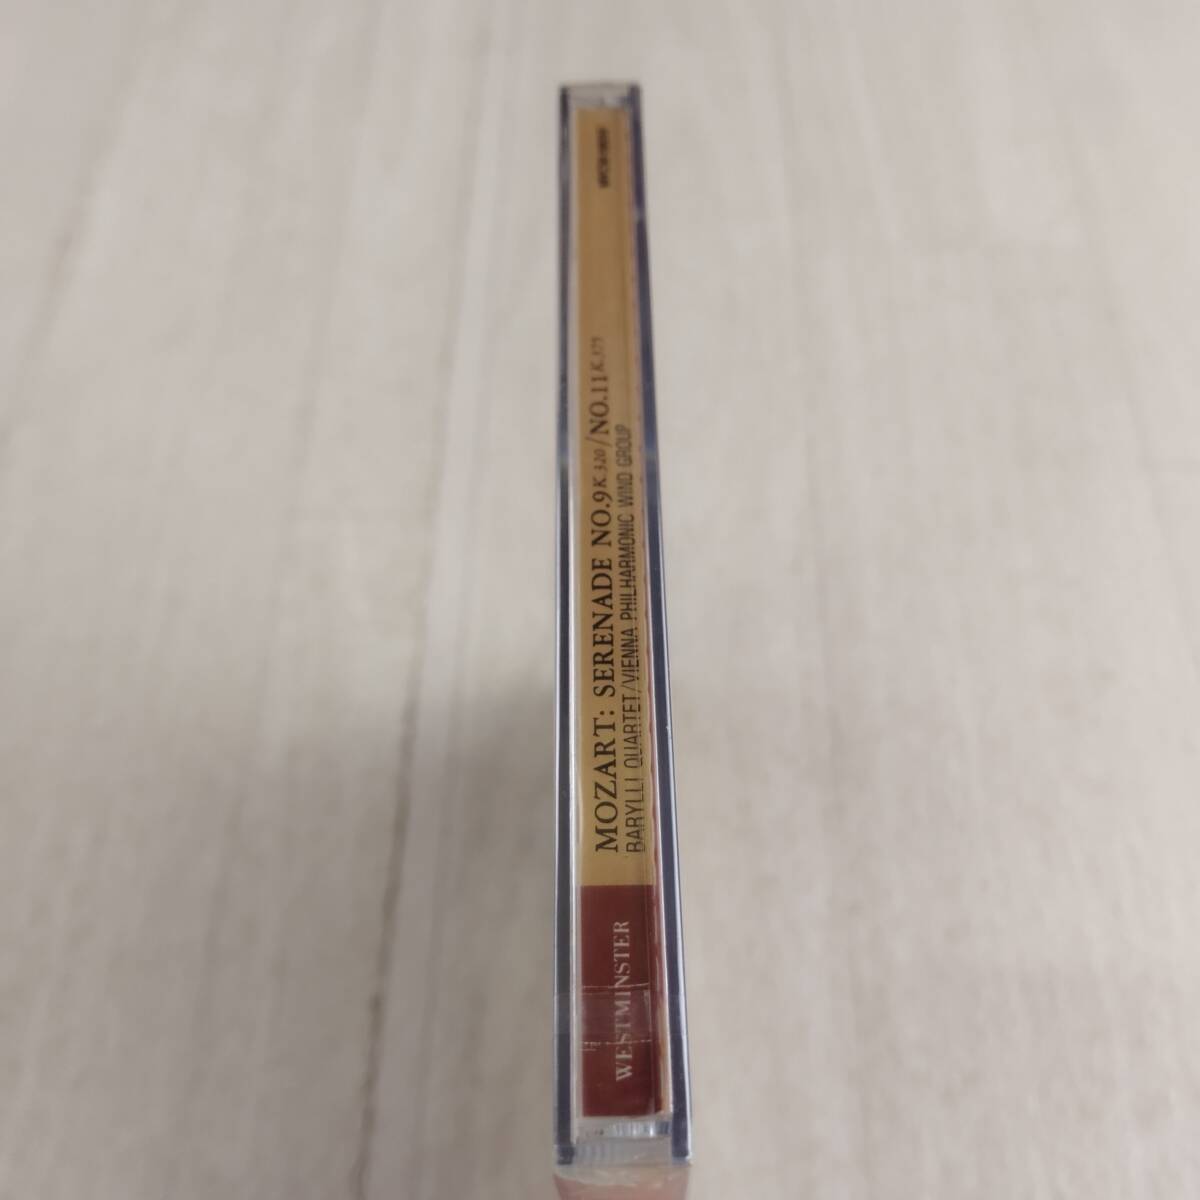 WESTMINSTER
MOZART: SERENADE NO.9 K.320/NO.11 K.375
BARYLLI QUARTET/VIENNA PHILHARMONIC WIND GROUP